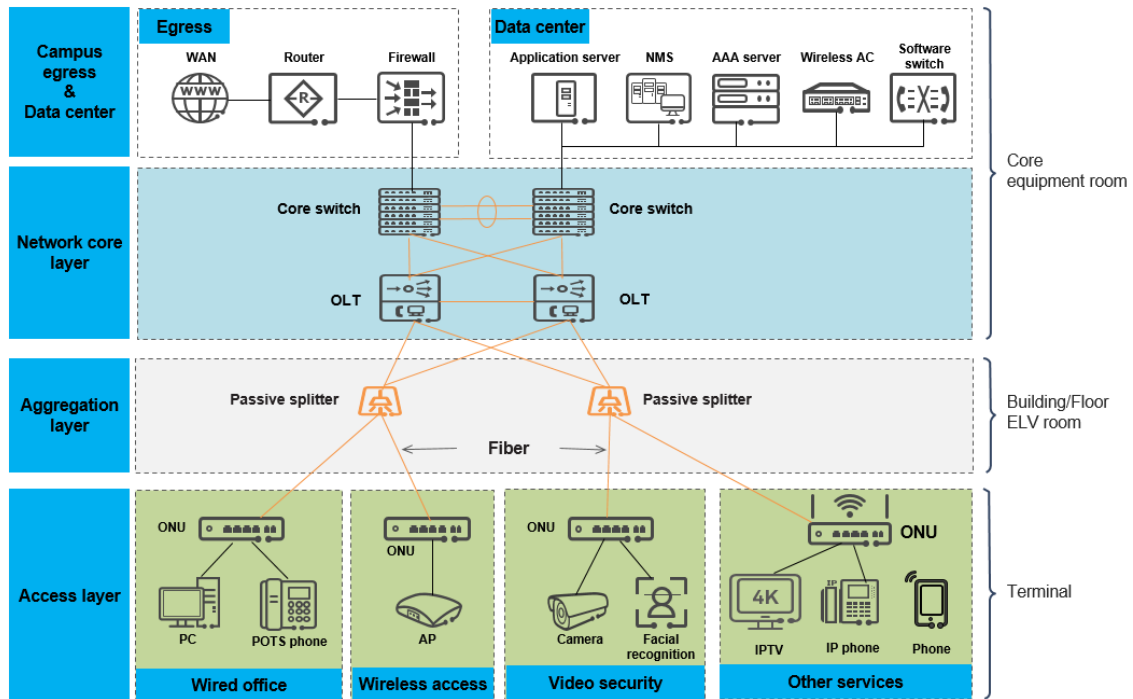 Campus
egress
&
Data center
Egress
WAN
Router
Firewall
WWW
R
Data center
Application server
NMS
AAA server
Wireless AC
Software
switch
Core
equipment room
Network core
layer
Core switch
Core switch
OLT
OLT
Aggregation
layer
Passive splitter
Passive splitter
Fiber
Building/Floor
ELV room
Access layer
ONU
PC
POTS phone
Wired office
ONU
AP
Wireless access
ONU
Camera
Facial
recognition
Video security
ONU
4K
IPTV
IP
IP phone
Phone
Other services
Terminal